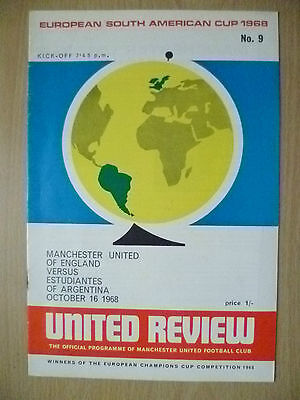 EUROPEAN SOUTH AMERICAN CUP 1968
No. 9
KICK-OFF 7·45 p.m.
MANCHESTER UNITED
OF ENGLAND
VERSUS
ESTUDIANTES
OF ARGENTINA
OCTOBER 16 1968
price 1/-
UNITED REVIEW
THE OFFICIAL PROGRAMME OF MANCHESTER UNITED FOOTBALL CLUB
WINNERS OF THE EUROPEAN CHAMPIONS CUP COMPETITION 1968